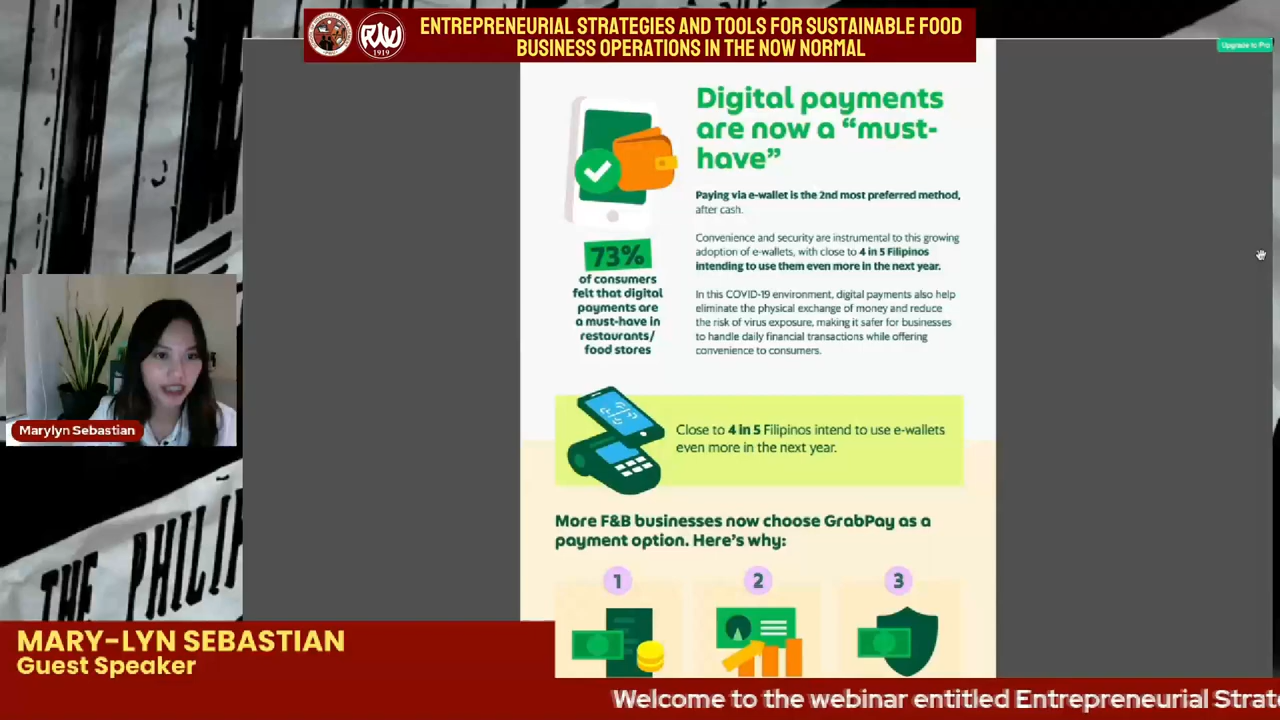 ENTREPRENEURIAL STRATEGIES AND TOOLS FOR SUSTAINABLE FOOD
BUSINESS OPERATIONS IN THE NOW NORMAL
1919
Upgrade to Pro
Digital payments
are now a “must-
have”
Paying via e-wallet is the 2nd most preferred method,
after cash.
Convenience and security are instrumental to this growing
adoption of e-wallets, with close to 4 in 5 Filipinos
intending to use them even more in the next year.
In this COVID-19 environment, digital payments also help
eliminate the physical exchange of money and reduce
the risk of virus exposure, making it safer for businesses
to handle daily financial transactions while offering
convenience to consumers.
73%
of consumers
felt that digital
payments are
a must-have in
restaurants/
food stores
Close to 4 in 5 Filipinos intend to use e-wallets
even more in the next year.
More F&B businesses now choose GrabPay as a
payment option. Here’s why:
1
2
3
Marylyn Sebastian
THE PHILIP
MARY-LYN SEBASTIAN
Guest Speaker
Welcome to the webinar entitled Entrepreneurial Strate